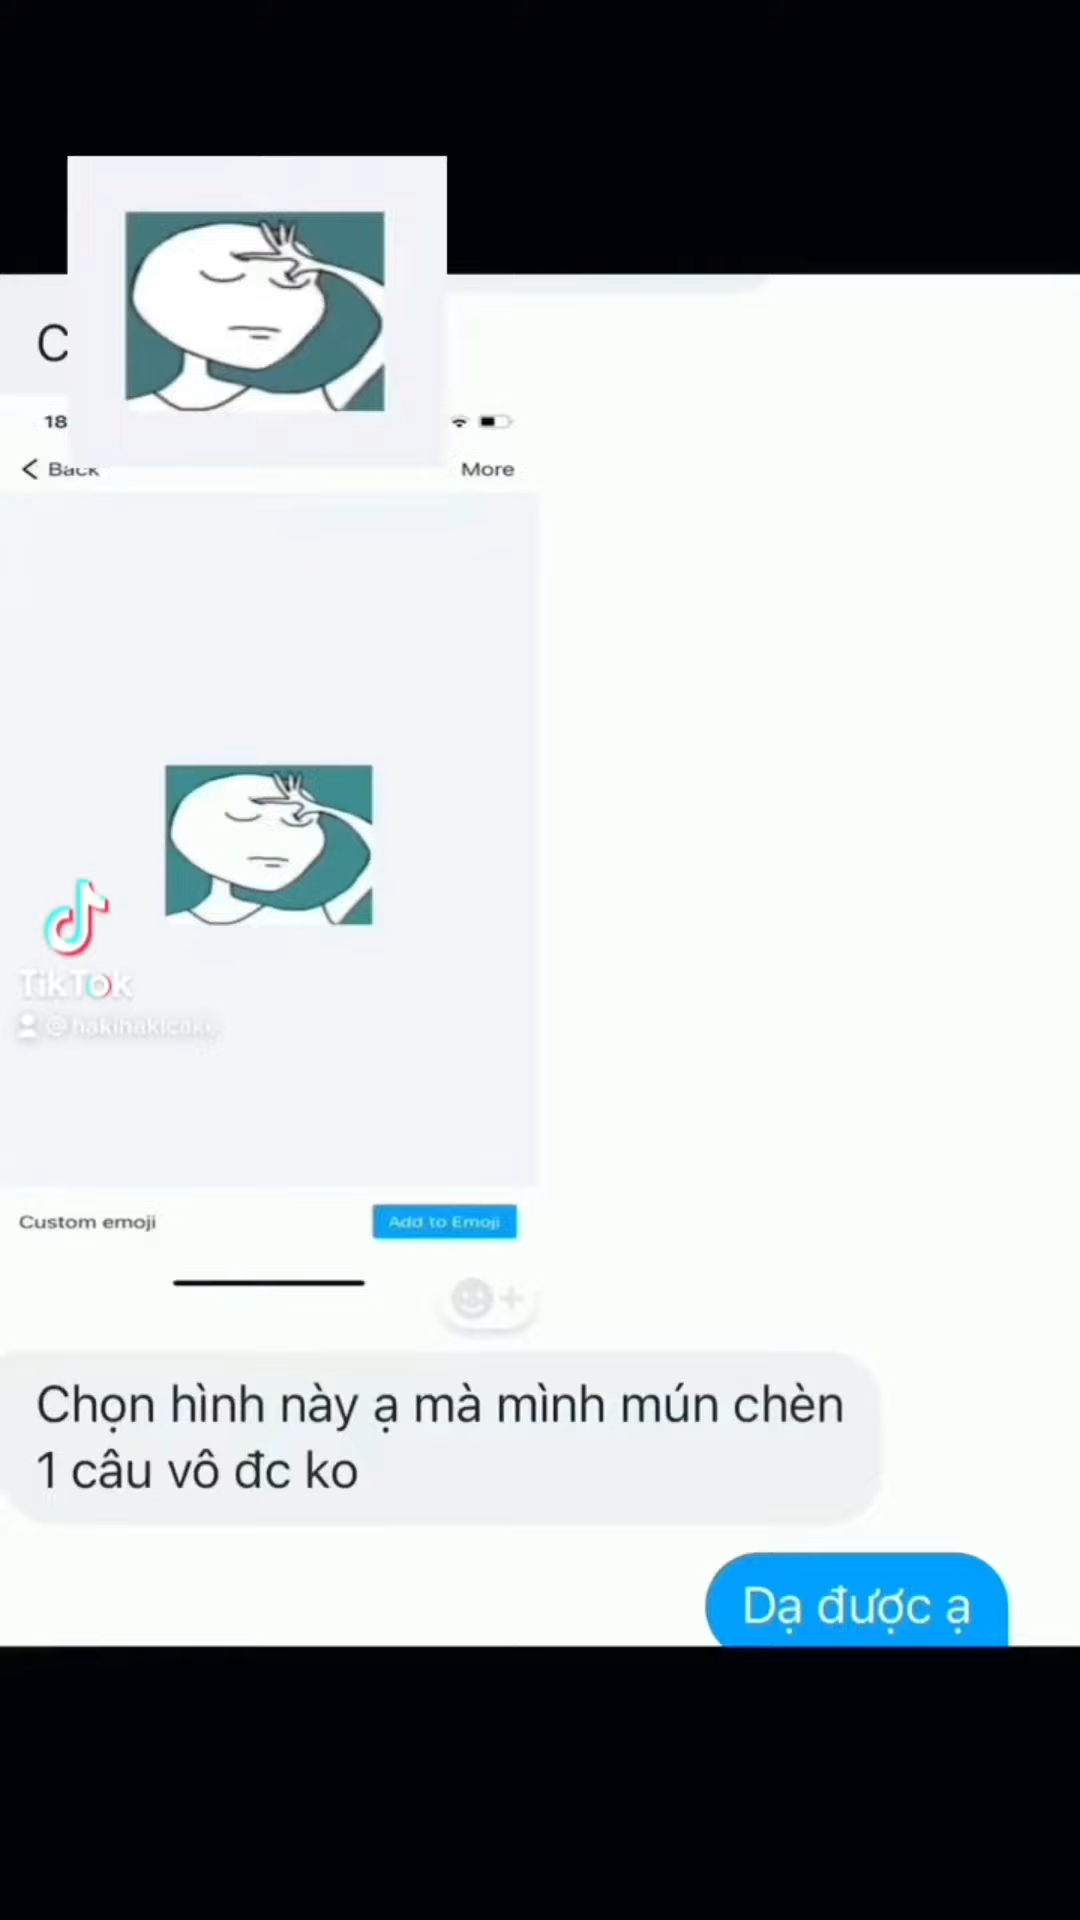 C
18
Back
More
TikTok
Custom emoji
Add to Emoji
Chọn hình này ạ mà mình mún chèn
1 câu vô đc ko
Dạ được ạ